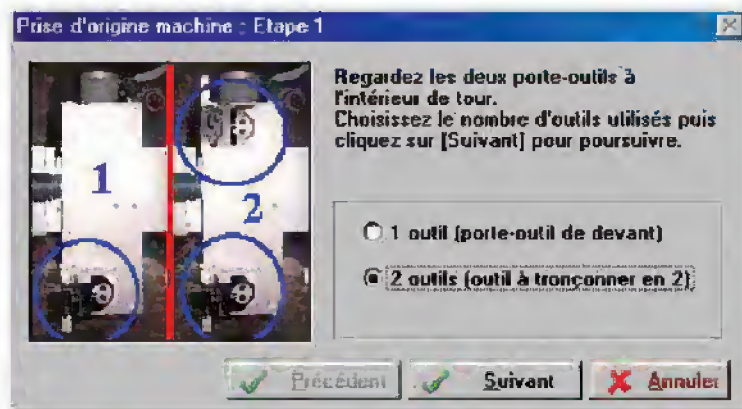 Prise d'origine machine : Etape 1
Regardez les deux porte-outils à
l'intérieur de tour.
Choisissez le nombre d'outils utilisés puis
cliquez sur [Suivant] pour poursuivre.
1
2
1 outil (porte-outil de devant)
2 outils (outil à tronçonner en 2)
Précédent
Suivant
Annuler